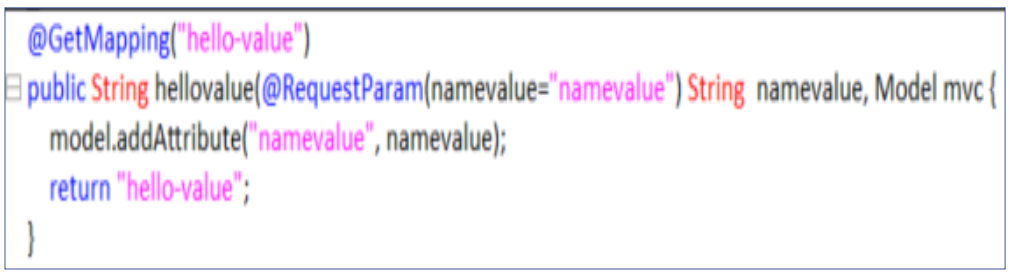 @GetMapping("hello-value")
public String hellovalue(@RequestParam(namevalue="namevalue") String namevalue, Model mvc {
model.addAttribute("namevalue", namevalue);
return "hello-value";
}